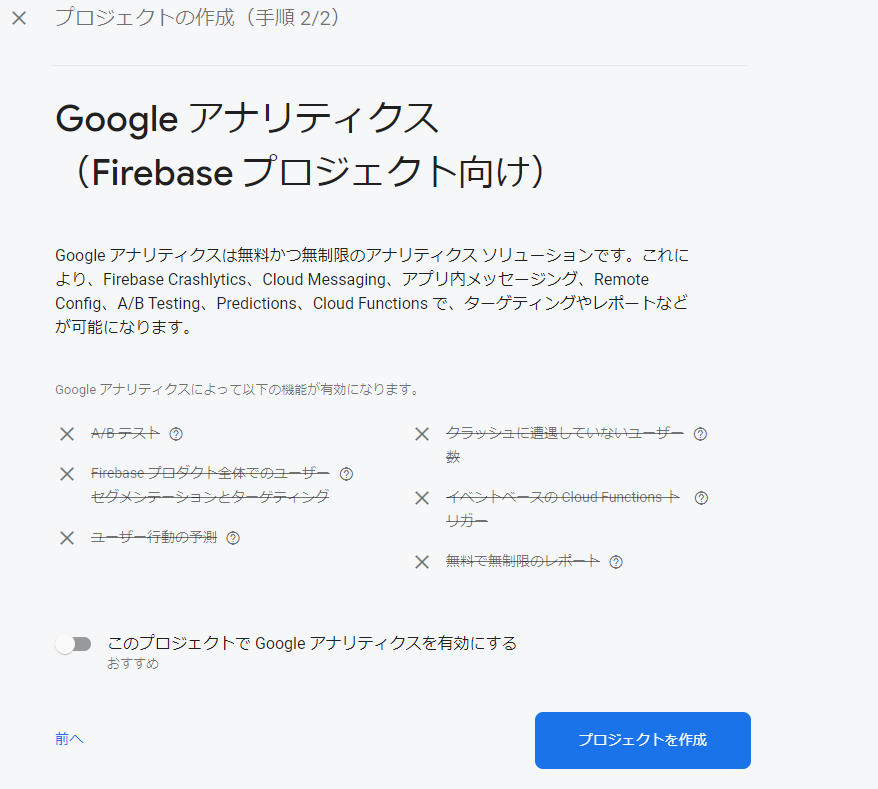 プロジェクトの作成（手順 2/2）
Google アナリティクス
（Firebase プロジェクト向け）
Google アナリティクスは無料かつ無制限のアナリティクス ソリューションです。これに
より、Firebase Crashlytics、Cloud Messaging、アプリ内メッセージング、Remote
Config、A/B Testing、Predictions、Cloud Functions で、ターゲティングやレポートなど
が可能になります。
Google アナリティクスによって以下の機能が有効になります。
A/B テスト
Firebase プロダクト全体でのユーザー
セグメンテーションとターゲティング
ユーザー行動の予測
クラッシュに遭遇していないユーザー
数
イベントベースの Cloud Functions ト
リガー
無料で無制限のレポート
このプロジェクトで Google アナリティクスを有効にする
おすすめ
前へ
プロジェクトを作成